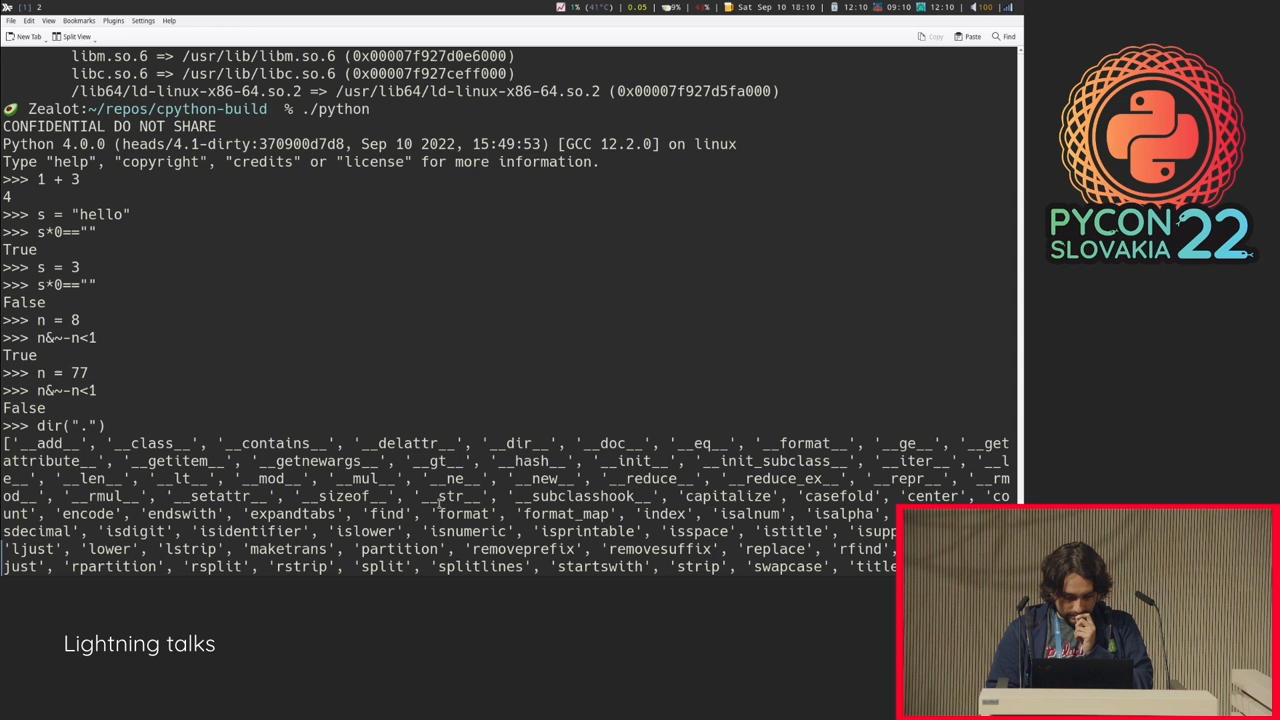 [1] 2
1% (41°C) | 0.05 9% 43% Sat Sep 10 18:10 12:10 09:10 12:10 100
File Edit View Bookmarks Plugins Settings Help
New Tab Split View Copy Paste Find
libm.so.6 => /usr/lib/libm.so.6 (0x00007f927d0e6000)
libc.so.6 => /usr/lib/libc.so.6 (0x00007f927ceff000)
/lib64/ld-linux-x86-64.so.2 => /usr/lib64/ld-linux-x86-64.so.2 (0x00007f927d5fa000)
Zealot:~/repos/cpython-build % ./python
CONFIDENTIAL DO NOT SHARE
Python 4.0.0 (heads/4.1-dirty:370900d7d8, Sep 10 2022, 15:49:53) [GCC 12.2.0] on linux
Type "help", "copyright", "credits" or "license" for more information.
>>> 1 + 3
4
>>> s = "hello"
>>> s*0==""
True
>>> s = 3
>>> s*0==""
False
>>> n = 8
>>> n&~-n<1
True
>>> n = 77
>>> n&~-n<1
False
>>> dir(".")
['__add__', '__class__', '__contains__', '__delattr__', '__dir__', '__doc__', '__eq__', '__format__', '__ge__', '__get
attribute__', '__getitem__', '__getnewargs__', '__gt__', '__hash__', '__init__', '__init_subclass__', '__iter__', '__l
e__', '__len__', '__lt__', '__mod__', '__mul__', '__ne__', '__new__', '__reduce__', '__reduce_ex__', '__repr__', '__rm
od__', '__rmul__', '__setattr__', '__sizeof__', '__str__', '__subclasshook__', 'capitalize', 'casefold', 'center', 'co
unt', 'encode', 'endswith', 'expandtabs', 'find', 'format', 'format_map', 'index', 'isalnum', 'isalpha',
sdecimal', 'isdigit', 'isidentifier', 'islower', 'isnumeric', 'isprintable', 'isspace', 'istitle', 'isupp
'ljust', 'lower', 'lstrip', 'maketrans', 'partition', 'removeprefix', 'removesuffix', 'replace', 'rfind',
just', 'rpartition', 'rsplit', 'rstrip', 'split', 'splitlines', 'startswith', 'strip', 'swapcase', 'title
PYCON
SLOVAKIA 22
Lightning talks